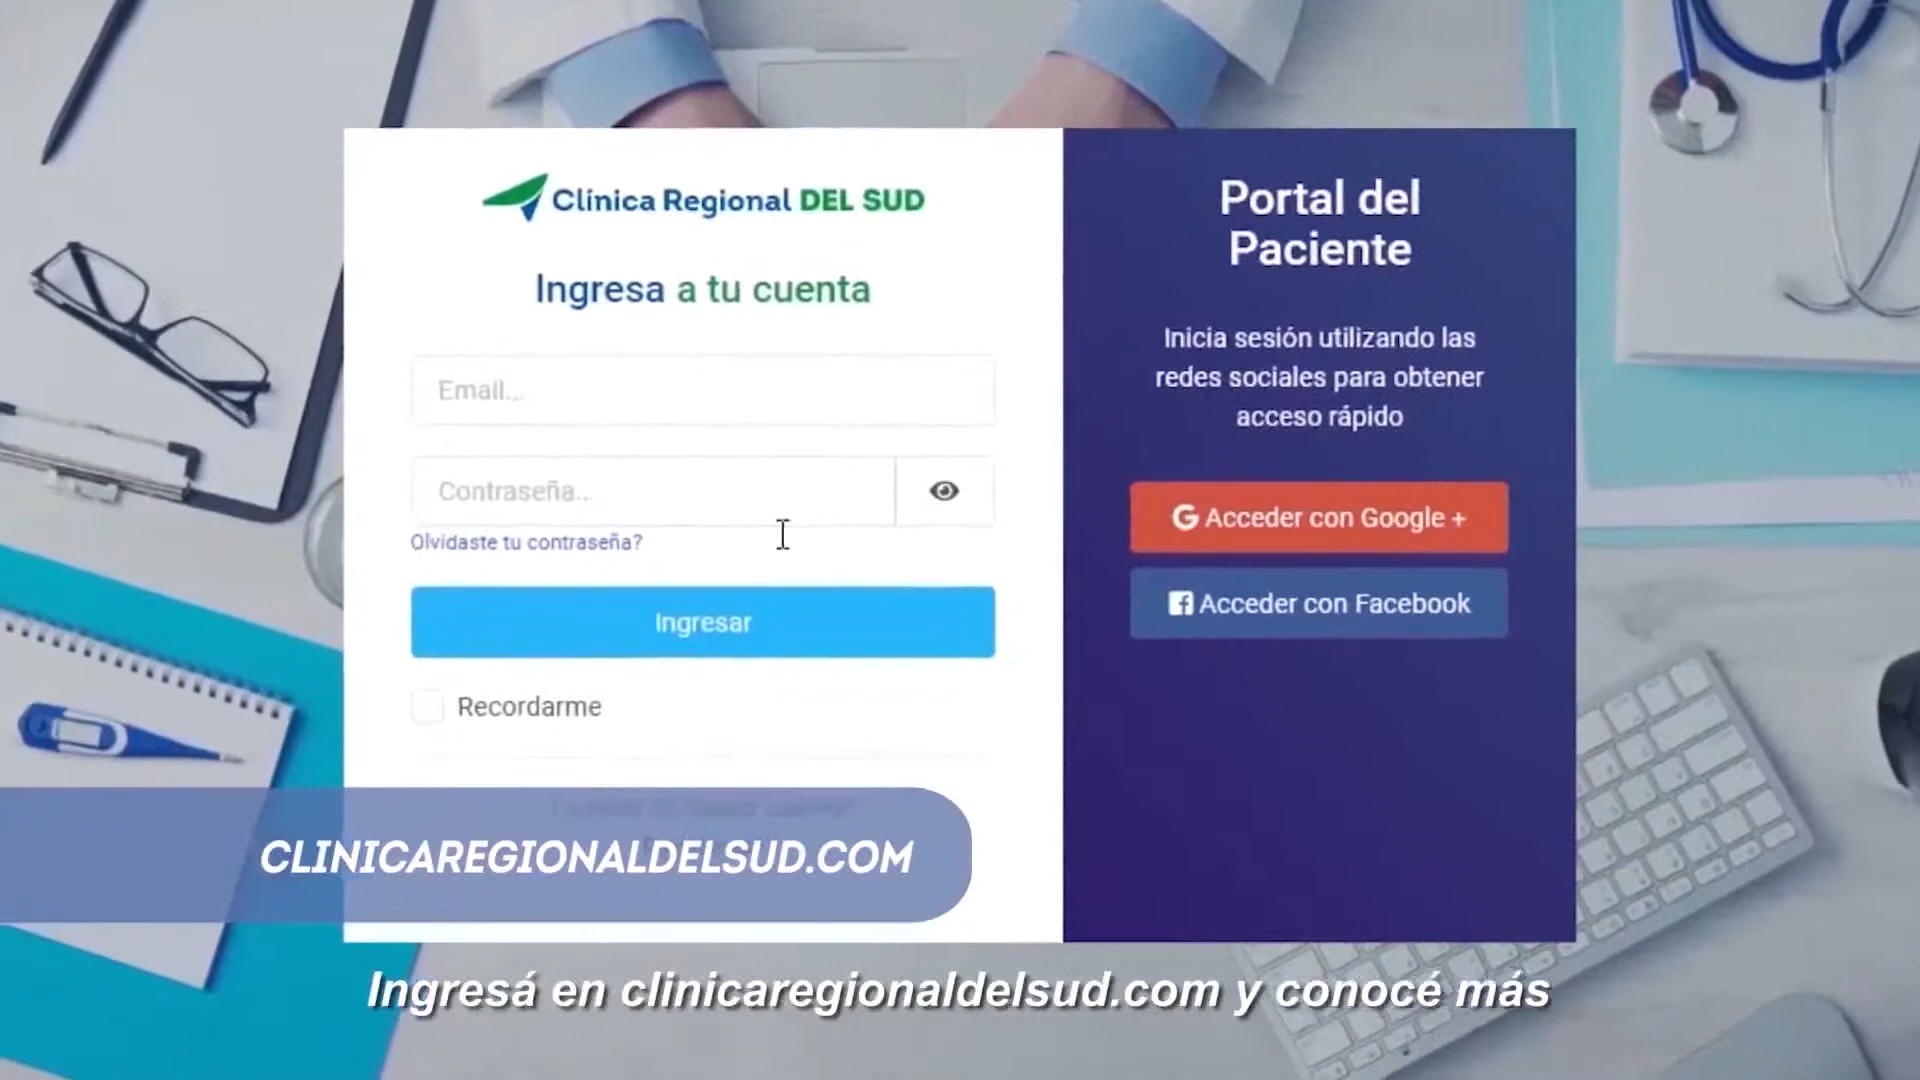 Clínica Regional DEL SUD
Ingresa a tu cuenta
Email...
Contraseña..
Olvidaste tu contraseña?
Ingresar
Recordarme
Portal del
Paciente
Inicia sesión utilizando las
redes sociales para obtener
acceso rápido
G Acceder con Google +
Acceder con Facebook
CLINICAREGIONALDELSUD.COM
Ingresá en clinicaregionaldelsud.com y conocé más